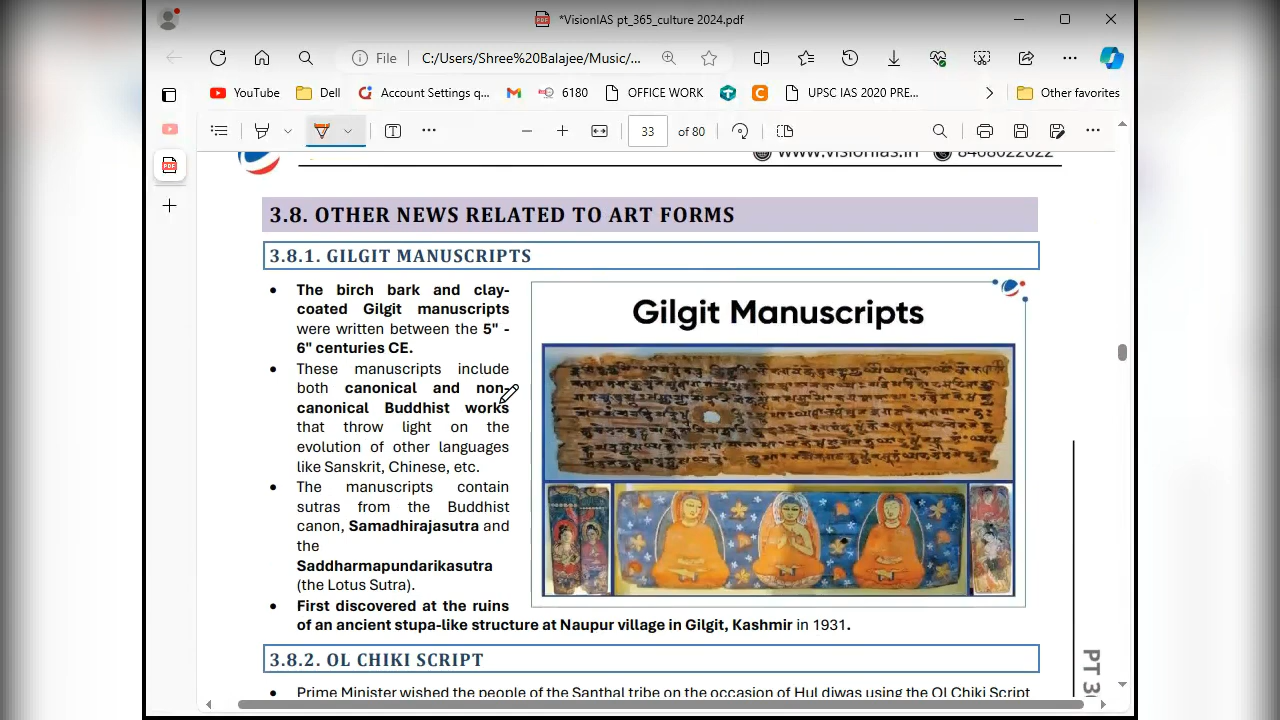 *VisionIAS pt_365_culture 2024.pdf
File
C:/Users/Shree%20Balajee/Music/...
YouTube
Dell
Account Settings q...
6180
OFFICE WORK
UPSC IAS 2020 PRE...
Other favorites
33 of 80
www.visionias.in
8468022022
3.8. OTHER NEWS RELATED TO ART FORMS
3.8.1. GILGIT MANUSCRIPTS
• The birch bark and clay-
coated Gilgit manuscripts
were written between the 5" -
6" centuries CE.
• These manuscripts include
both canonical and non-
canonical Buddhist works
that throw light on the
evolution of other languages
like Sanskrit, Chinese, etc.
• The manuscripts contain
sutras from the Buddhist
canon, Samadhirajasutra and
the
Saddharmapundarikasutra
(the Lotus Sutra).
• First discovered at the ruins
of an ancient stupa-like structure at Naupur village in Gilgit, Kashmir in 1931.
Gilgit Manuscripts
3.8.2. OL CHIKI SCRIPT
• Prime Minister wished the people of the Santhal tribe on the occasion of Hul diwas using the Ol Chiki Script